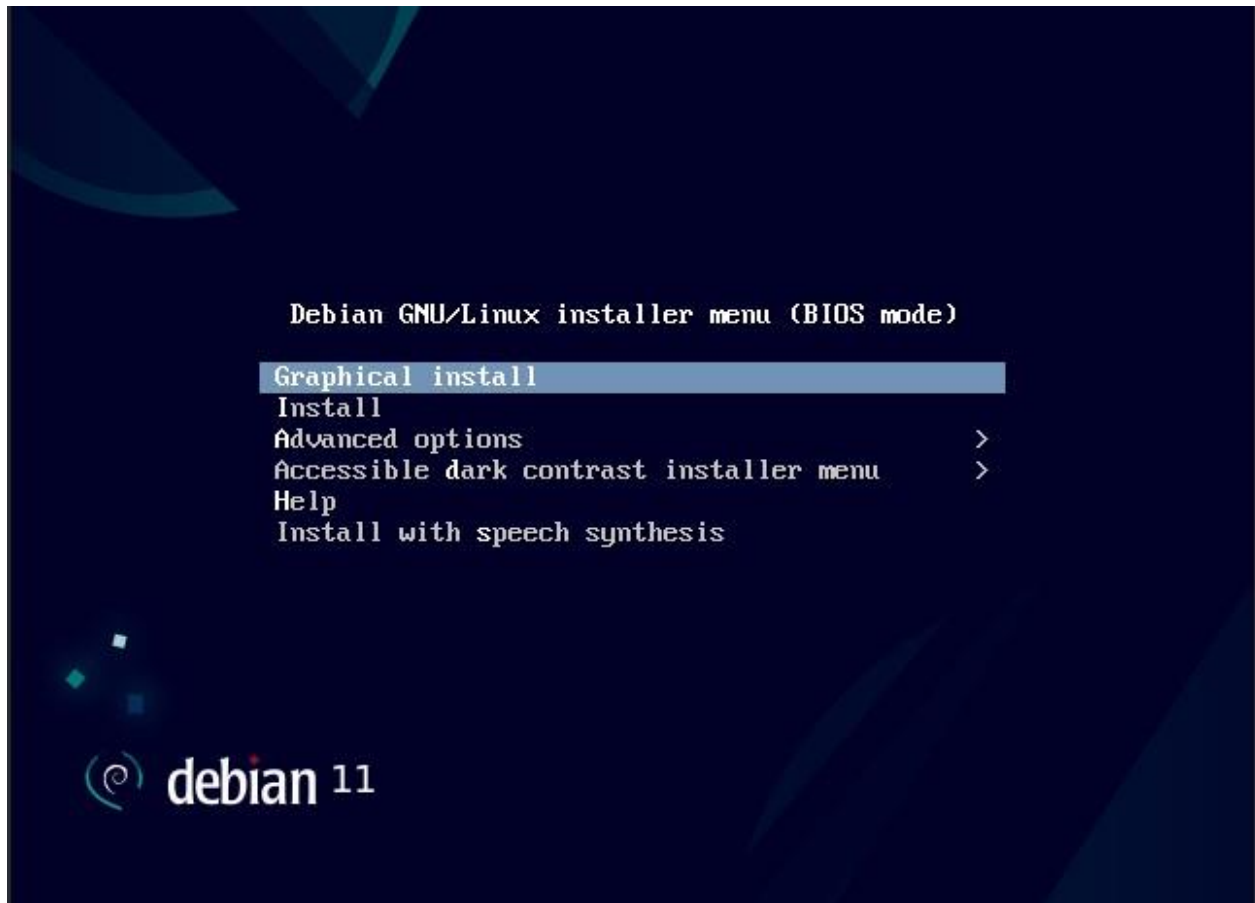 Debian GNU/Linux installer menu (BIOS mode)
Graphical install
Install
Advanced options >
Accessible dark contrast installer menu >
Help
Install with speech synthesis
debian 11